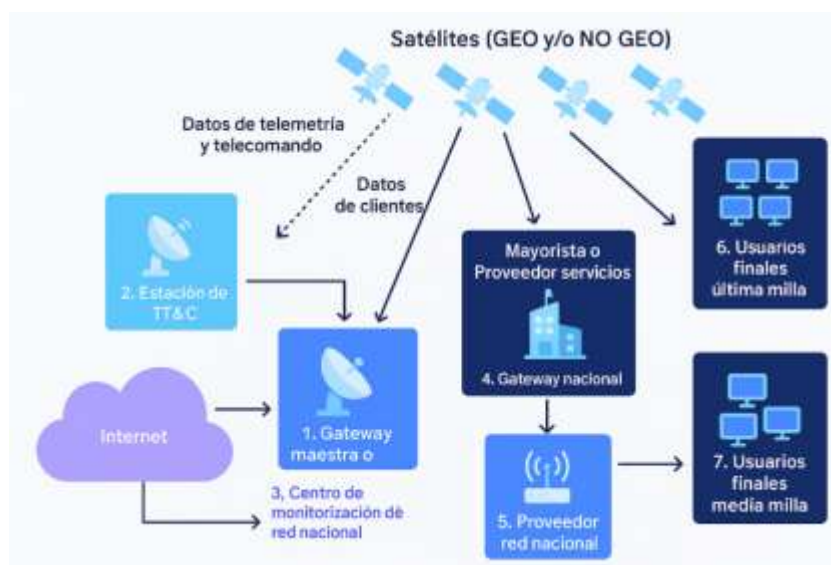 Satélites (GEO y/o NO GEO)
Datos de telemetría
y telecomando
Datos
de clientes
2. Estación de
TT&C
Mayorista o
Proveedor servicios
4. Gateway nacional
6. Usuarios
finales
última milla
Internet
1. Gateway
maestra o
3, Centro de
monitorización de
red nacional
5. Proveedor
red nacional
7. Usuarios
finales
media milla